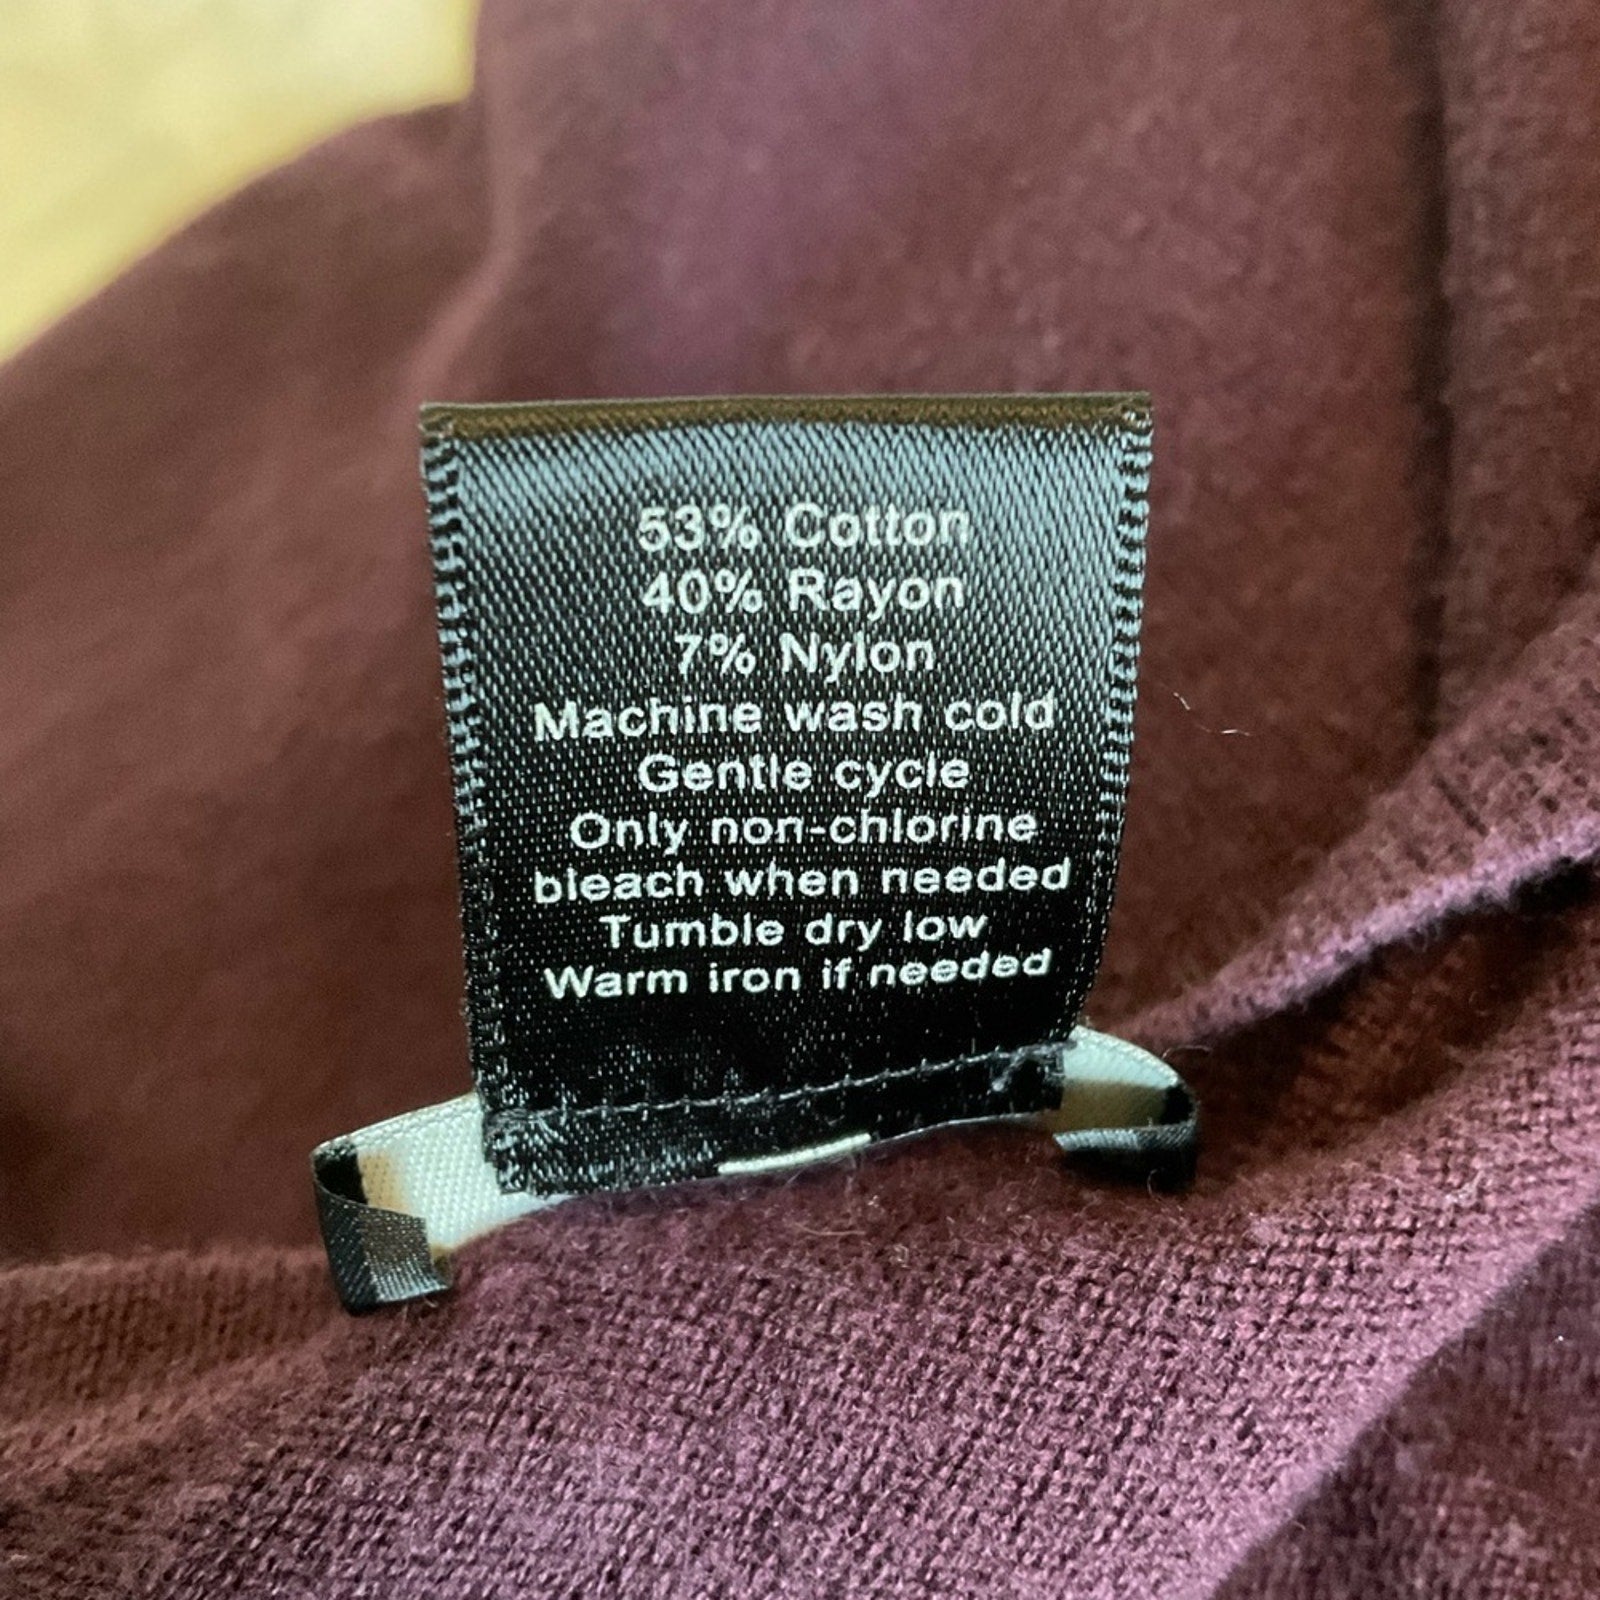 53% Cotton
40% Rayon
7% Nylon
Machine wash cold
Gentle cycle
Only non-chlorine
bleach when needed
Tumble dry low
Warm iron if needed